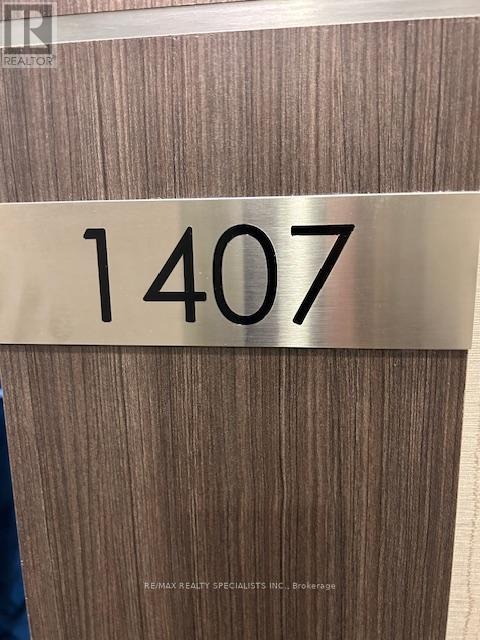 R
REALTOR®
1407
RE/MAX REALTY SPECIALISTS INC., Brokerage